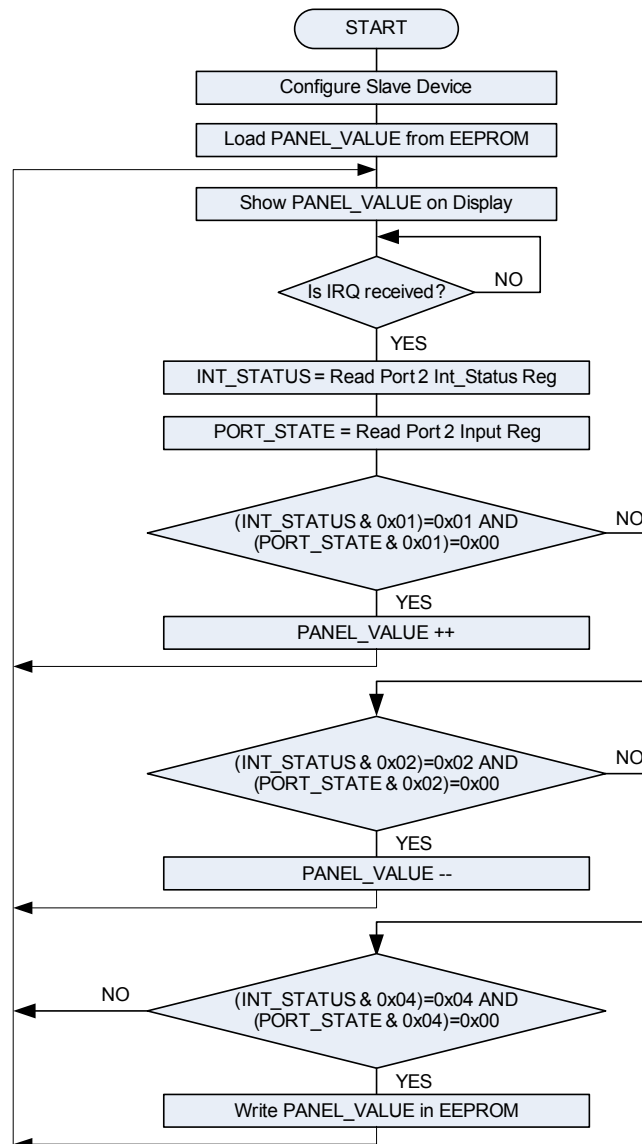 START
Configure Slave Device
Load PANEL_VALUE from EEPROM
Show PANEL_VALUE on Display
Is IRQ received?
NO
YES
INT_STATUS = Read Port 2 Int_Status Reg
PORT_STATE = Read Port 2 Input Reg
(INT_STATUS & 0x01)=0x01 AND
(PORT_STATE & 0x01)=0x00
NO
YES
PANEL_VALUE ++
(INT_STATUS & 0x02)=0x02 AND
(PORT_STATE & 0x02)=0x00
NO
YES
PANEL_VALUE --
NO
(INT_STATUS & 0x04)=0x04 AND
(PORT_STATE & 0x04)=0x00
YES
Write PANEL_VALUE in EEPROM